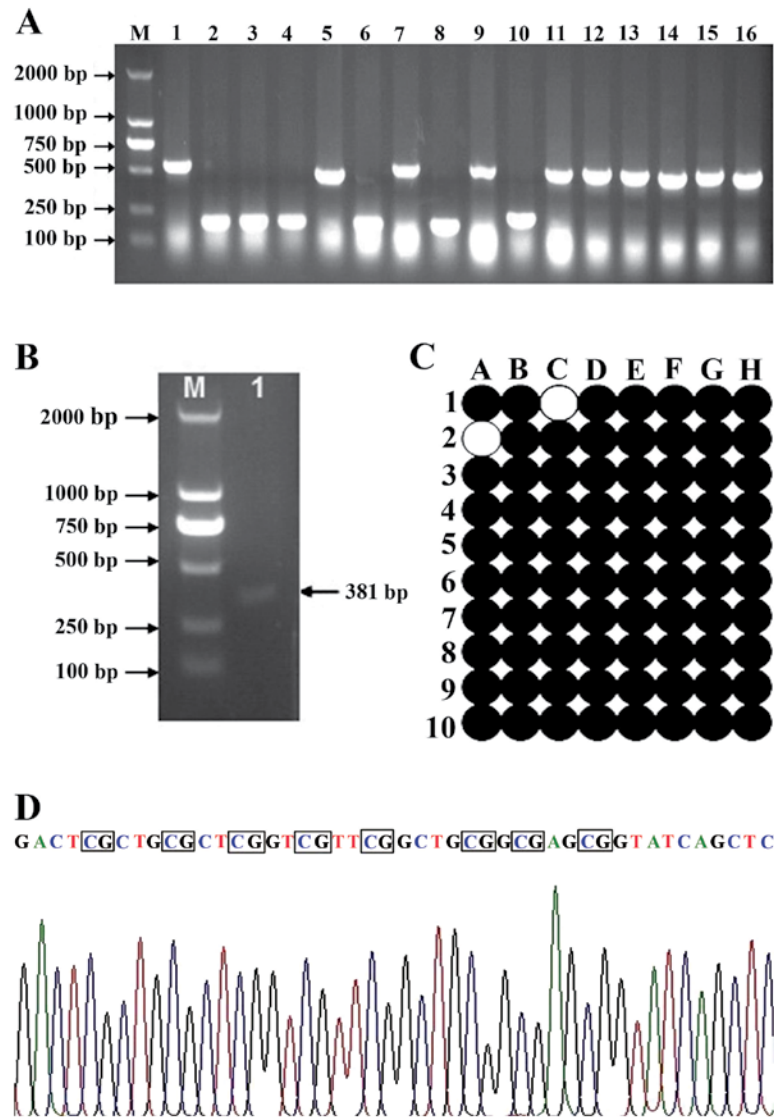 A
M 1 2 3 4 5 6 7 8 9 10 11 12 13 14 15 16
2000 bp
1000 bp
750 bp
500 bp
250 bp
100 bp
B
M 1
2000 bp
1000 bp
750 bp
500 bp
381 bp
250 bp
100 bp
C
A B C D E F G H
1
2
3
4
5
6
7
8
9
10
D
GACTCGCTGCGCTCGGTCGTTCGGCTGCGGCGAGCGGTATCAGCTC